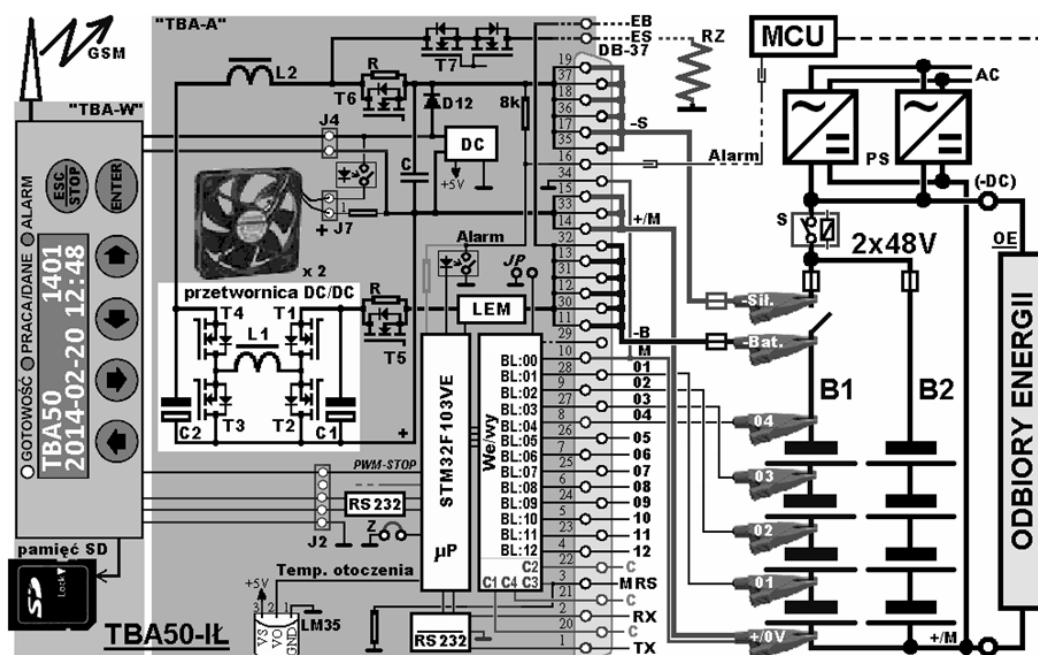 GSM
"TBA-A"
"TBA-W"
ESC
STOP
ENTER
GOTOWOŚĆ PRACA/DANE ALARM
TBA50 1401
2014-02-20 12:48
pamięć SD
SD
Lock
TBA50-IŁ
L2
R
T6
T7
D12
8k
J4
DC
+5V
C
J7
+
1
x 2
Alarm
JP
przetwornica DC/DC
T4
T1
L1
T3
T2
C2
C1
+
R
T5
LEM
STM32F103VE
µP
We/wy
BL:00
BL:01
BL:02
BL:03
BL:04
BL:05
BL:06
BL:07
BL:08
BL:09
BL:10
BL:11
BL:12
C2
C1 C4 C3
PWM-STOP
RS 232
J2
Z
Temp. otoczenia
+5V
3 2 1
VS
VO
GND
LM35
RS 232
EB
ES
DB-37
19
37
18
36
17
35
16
34
15
33
14
32
13
31
12
30
11
29
10
28
9
27
8
26
7
25
6
24
5
23
4
22
3
21
2
20
1
-S
+/M
-B
M
01
02
03
04
05
06
07
08
09
10
11
12
C
MRS
C
RX
C
TX
RZ
Alarm
MCU
AC
PS
(-DC)
S
2x48V
OE
-Sił.
-Bat.
B1
B2
04
03
02
01
+/0V
+/M
ODBIORY ENERGII